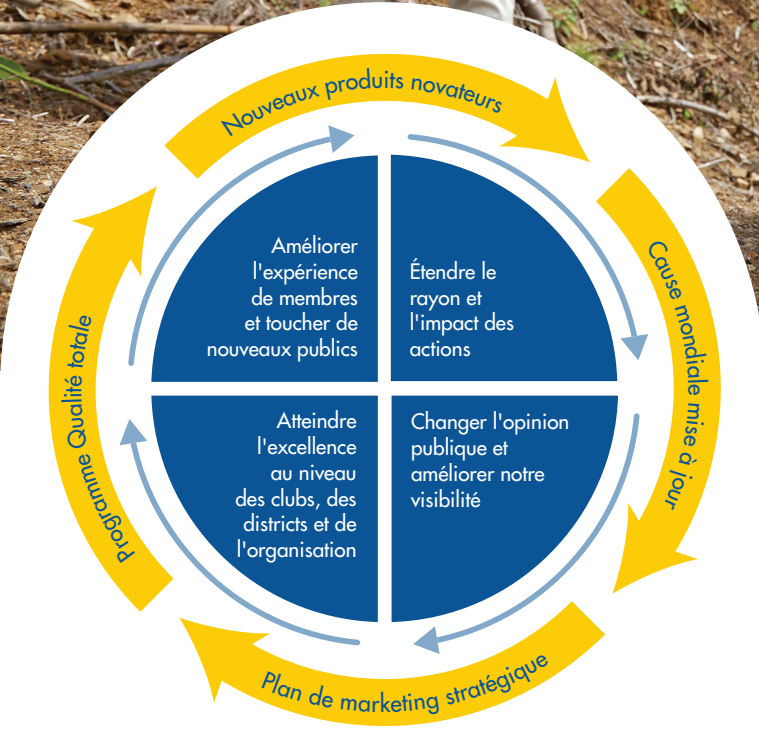 Nouveaux produits novateurs
Cause mondiale mise à jour
Plan de marketing stratégique
Programme Qualité totale
Améliorer
l'expérience
de membres
et toucher de
nouveaux publics
Étendre le
rayon et
l'impact des
actions
Atteindre
l'excellence
au niveau
des clubs, des
districts et de
l'organisation
Changer l'opinion
publique et
améliorer notre
visibilité